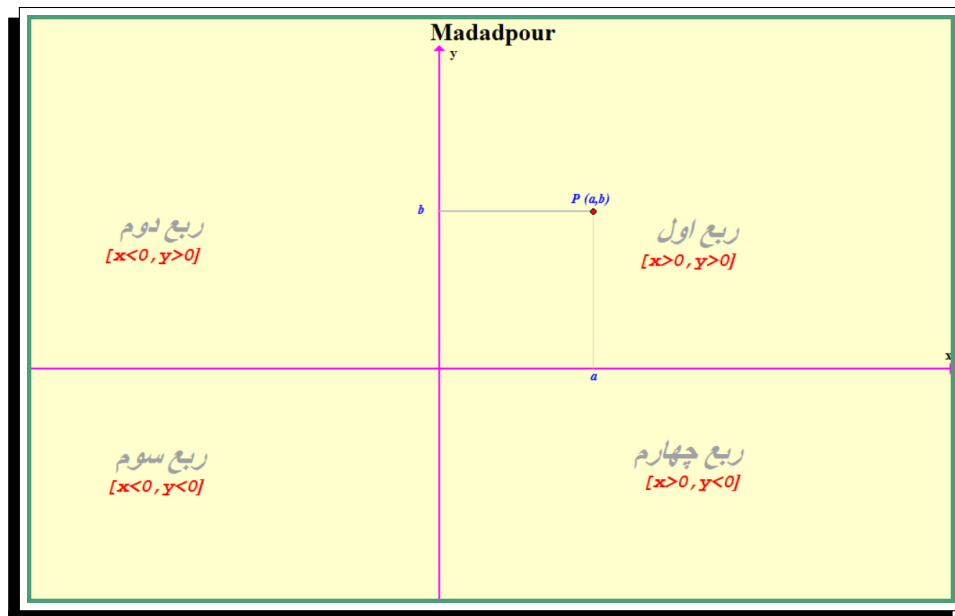 Madadpour
y
P (a,b)
b
ربع دوم
[x<0,y>0]
ربع اول
[x>0,y>0]
x
a
ربع سوم
[x<0,y<0]
ربع چهارم
[x>0,y<0]